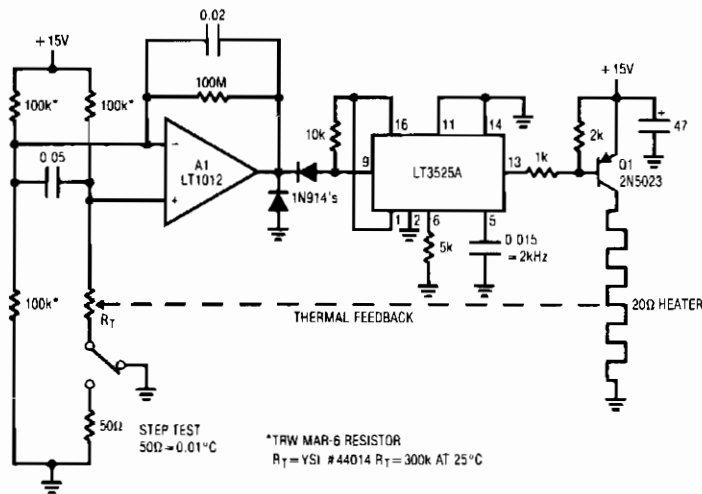 0.02
+15V
100M
+15V
100k*
100k*
10k
16
11
14
2k
47
0 05
A1
LT1012
−
+
9
LT3525A
13
1k
Q1
2N5023
1N914's
1
2
6
5
5k
0 015
=2kHz
100k*
RT
THERMAL FEEDBACK
20Ω HEATER
50Ω
STEP TEST
50Ω=0.01°C
*TRW MAR-6 RESISTOR
RT=YSI #44014 RT=300k AT 25°C